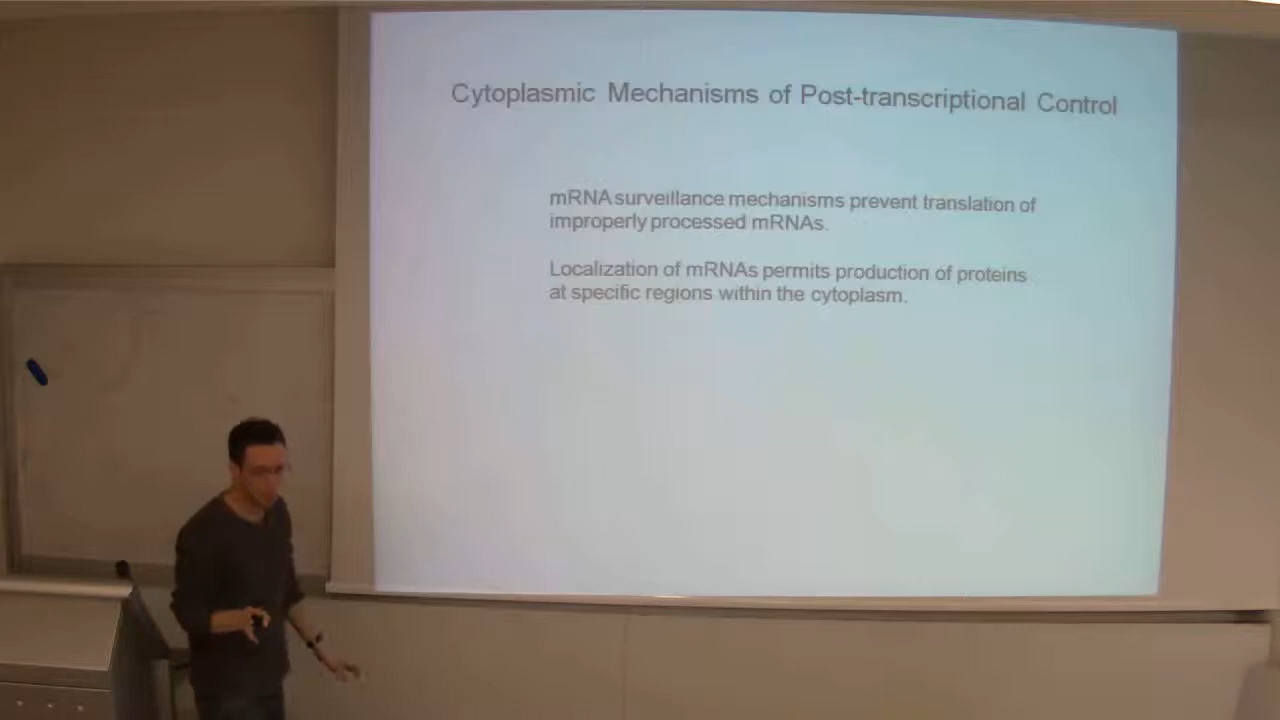 Cytoplasmic Mechanisms of Post-transcriptional Control
mRNA surveillance mechanisms prevent translation of
improperly processed mRNAs.
Localization of mRNAs permits production of proteins
at specific regions within the cytoplasm.